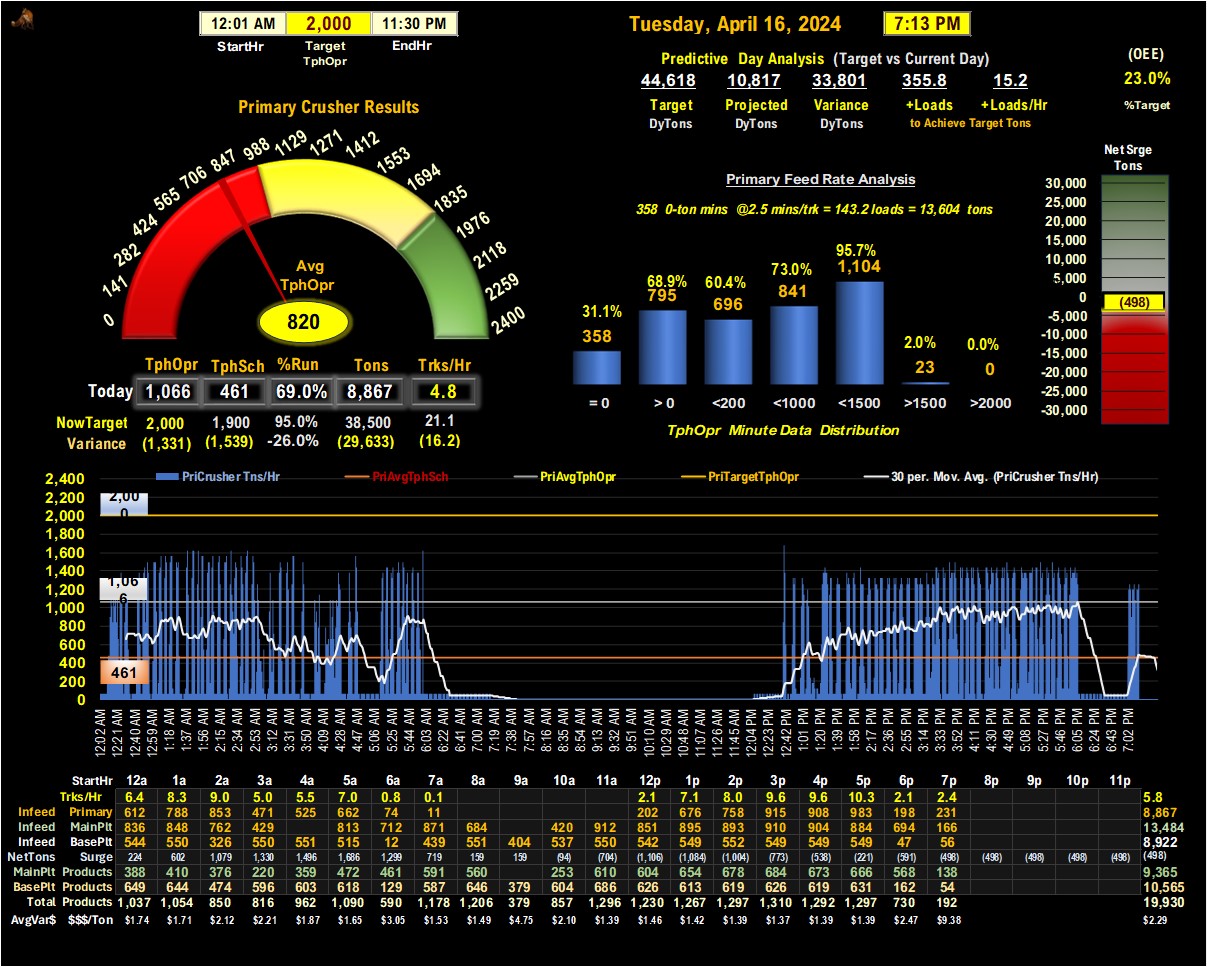 12:01 AM 2,000 11:30 PM
StartHr Target TphOpr EndHr
Tuesday, April 16, 2024 7:13 PM
Predictive Day Analysis (Target vs Current Day)
44,618 10,817 33,801 355.8 15.2
Target Projected Variance +Loads +Loads/Hr
DyTons DyTons DyTons to Achieve Target Tons
(OEE)
23.0%
%Target
Primary Crusher Results
0 141 282 424 565 706 847 988 1129 1271 1412 1553 1694 1835 1976 2118 2259 2400
Avg
TphOpr
820
TphOpr TphSch %Run Tons Trks/Hr
Today 1,066 461 69.0% 8,867 4.8
NowTarget 2,000 1,900 95.0% 38,500 21.1
Variance (1,331) (1,539) -26.0% (29,633) (16.2)
Primary Feed Rate Analysis
358 0-ton mins @2.5 mins/trk = 143.2 loads = 13,604 tons
31.1% 68.9% 60.4% 73.0% 95.7% 2.0% 0.0%
358 795 696 841 1,104 23 0
= 0 > 0 <200 <1000 <1500 >1500 >2000
TphOpr Minute Data Distribution
Net Srge
Tons
30,000
25,000
20,000
15,000
10,000
5,000
0
(498)
-5,000
-10,000
-15,000
-20,000
-25,000
-30,000
PriCrusher Tns/Hr PriAvgTphSch PriAvgTphOpr PriTargetTphOpr 30 per. Mov. Avg. (PriCrusher Tns/Hr)
2,400
2,200
2,000
1,800
1,600
1,400
1,200
1,000
800
600
400
200
0
2,00
0
1,06
6
461
12:02 AM 12:21 AM 12:40 AM 12:59 AM 1:18 AM 1:37 AM 1:56 AM 2:15 AM 2:34 AM 2:53 AM 3:12 AM 3:31 AM 3:50 AM 4:09 AM 4:28 AM 4:47 AM 5:06 AM 5:25 AM 5:44 AM 6:03 AM 6:22 AM 6:41 AM 7:00 AM 7:19 AM 7:38 AM 7:57 AM 8:16 AM 8:35 AM 8:54 AM 9:13 AM 9:32 AM 9:51 AM 10:10 AM 10:29 AM 10:48 AM 11:07 AM 11:26 AM 11:45 AM 12:04 PM 12:23 PM 12:42 PM 1:01 PM 1:20 PM 1:39 PM 1:58 PM 2:17 PM 2:36 PM 2:55 PM 3:14 PM 3:33 PM 3:52 PM 4:11 PM 4:30 PM 4:49 PM 5:08 PM 5:27 PM 5:46 PM 6:05 PM 6:24 PM 6:43 PM 7:02 PM
StartHr 12a 1a 2a 3a 4a 5a 6a 7a 8a 9a 10a 11a 12p 1p 2p 3p 4p 5p 6p 7p 8p 9p 10p 11p
Trks/Hr 6.4 8.3 9.0 5.0 5.5 7.0 0.8 0.1 2.1 7.1 8.0 9.6 9.6 10.3 2.1 2.4 5.8
Infeed Primary 612 788 853 471 525 662 74 11 202 676 758 915 908 983 198 231 8,867
Infeed MainPlt 836 848 762 429 813 712 871 684 420 912 851 895 893 910 904 884 694 166 13,484
Infeed BasePlt 544 550 326 550 551 515 12 439 551 404 537 550 542 549 549 540 549 549 47 56 8,922
NetTons Surge 224 602 1,079 1,330 1,496 1,686 1,299 719 159 159 (94) (704) (1,106) (1,084) (1,004) (773) (538) (221) (591) (498) (498) (498) (498) (498) (498)
MainPlt Products 388 410 376 220 359 472 461 591 560 253 610 604 654 678 684 673 666 568 138 9,365
BasePlt Products 649 644 474 596 603 618 129 587 646 379 604 686 626 613 619 626 619 631 162 54 10,565
Total Products 1,037 1,054 850 816 962 1,090 590 1,178 1,206 379 857 1,296 1,230 1,267 1,297 1,310 1,292 1,297 730 192 19,930
AvgVar$ $$$/Ton $1.74 $1.71 $2.12 $2.21 $1.87 $1.65 $3.05 $1.53 $1.49 $4.75 $2.10 $1.39 $1.46 $1.42 $1.39 $1.37 $1.39 $1.39 $2.47 $9.38 $2.29